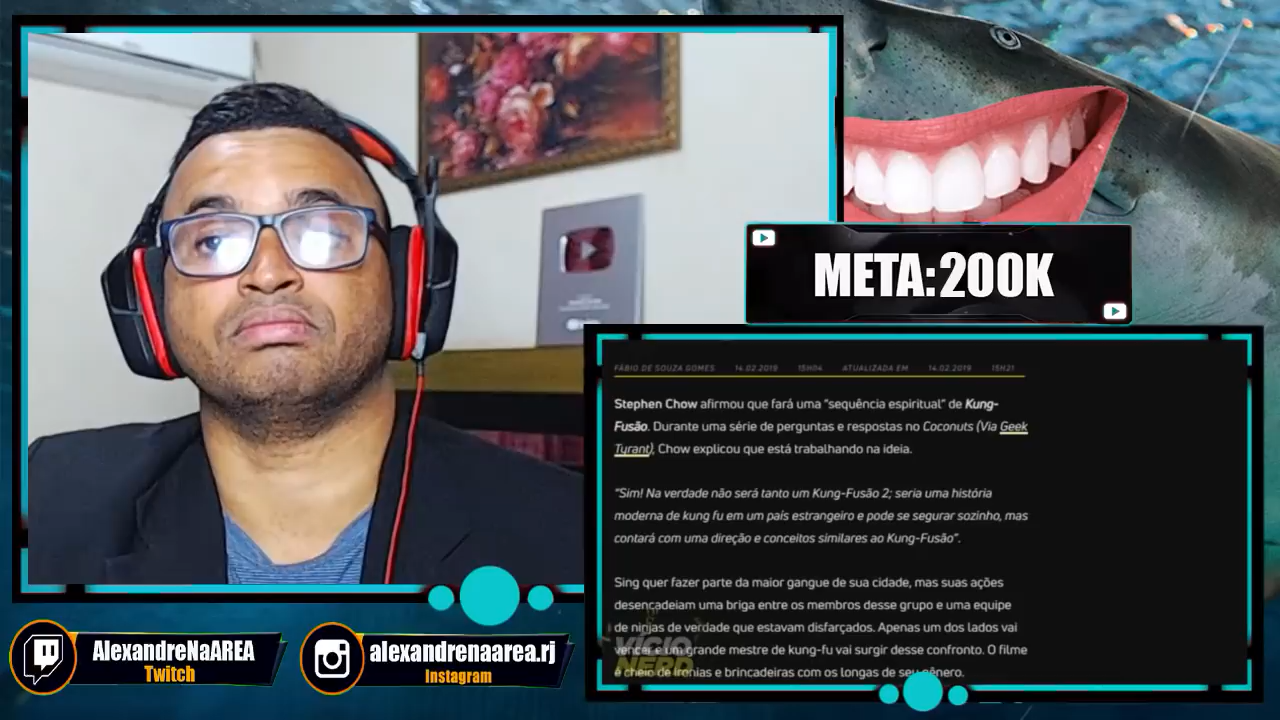 META:200K
FÁBIO DE SOUZA GOMES 14.02.2019 15H04 ATUALIZADA EM 14.02.2019 15H21
Stephen Chow afirmou que fará uma “sequência espiritual” de Kung-
Fusão. Durante uma série de perguntas e respostas no Coconuts (Via Geek
Tyrant), Chow explicou que está trabalhando na ideia.
“Sim! Na verdade não será tanto um Kung-Fusão 2; seria uma história
moderna de kung fu em um país estrangeiro e pode se segurar sozinho, mas
contará com uma direção e conceitos similares ao Kung-Fusão”.
Sing quer fazer parte da maior gangue de sua cidade, mas suas ações
desencadeiam uma briga entre os membros desse grupo e uma equipe
de ninjas de verdade que estavam disfarçados. Apenas um dos lados vai
vencer e um grande mestre de kung-fu vai surgir desse confronto. O filme
é cheio de ironias e brincadeiras com os longas de seu gênero.
VÍCIO
NERD
AlexandreNaAREA
Twitch
alexandrenaarea.rj
Instagram